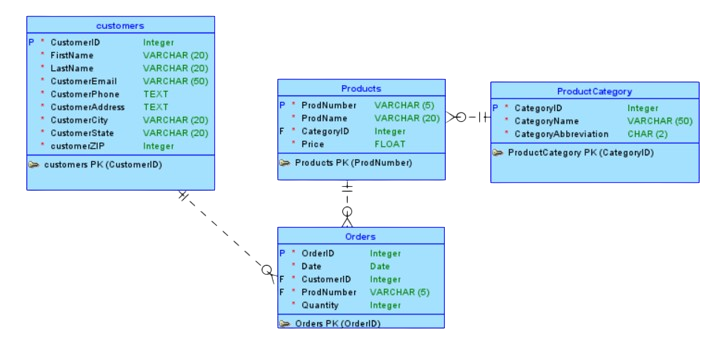 customers
P * CustomerID Integer
* FirstName VARCHAR (20)
* LastName VARCHAR (20)
* CustomerEmail VARCHAR (50)
* CustomerPhone TEXT
* CustomerAddress TEXT
* CustomerCity VARCHAR (20)
* CustomerState VARCHAR (20)
* customerZIP Integer
customers PK (CustomerID)
Products
P * ProdNumber VARCHAR (5)
* ProdName VARCHAR (20)
F * CategoryID Integer
* Price FLOAT
Products PK (ProdNumber)
ProductCategory
P * CategoryID Integer
* CategoryName VARCHAR (50)
* CategoryAbbreviation CHAR (2)
ProductCategory PK (CategoryID)
Orders
P * OrderID Integer
* Date Date
F * CustomerID Integer
F * ProdNumber VARCHAR (5)
* Quantity Integer
Orders PK (OrderID)